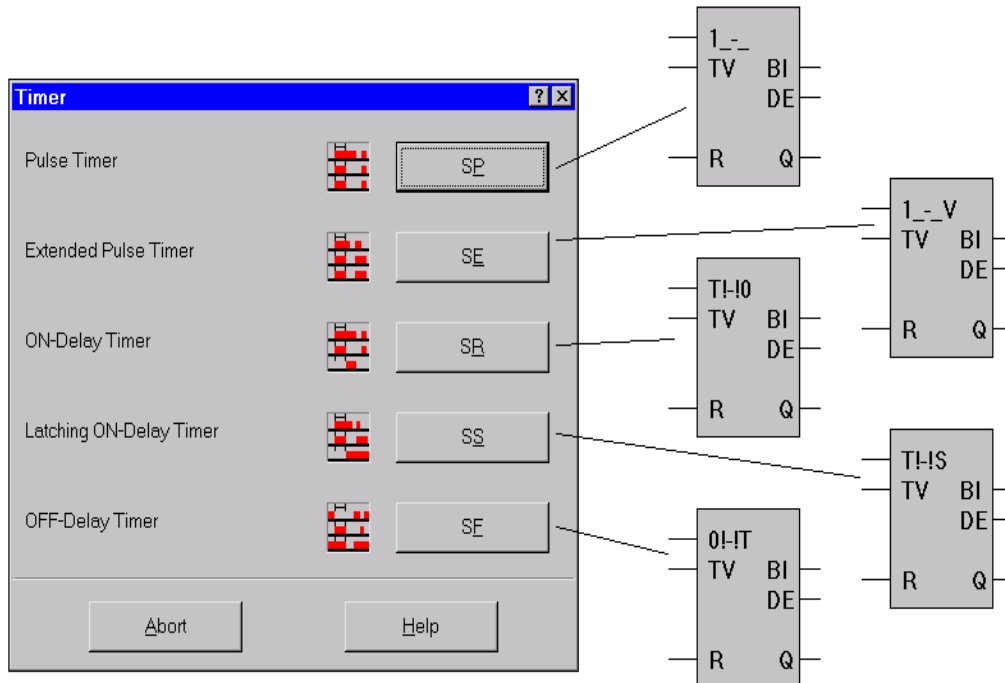 Timer
? X
Pulse Timer
SP
Extended Pulse Timer
SE
ON-Delay Timer
SR
Latching ON-Delay Timer
SS
OFF-Delay Timer
SF
Abort
Help
1_-_
TV BI
DE
R Q
1_-_V
TV BI
DE
R Q
T!-!0
TV BI
DE
R Q
T!-!S
TV BI
DE
R Q
0!-!T
TV BI
DE
R Q